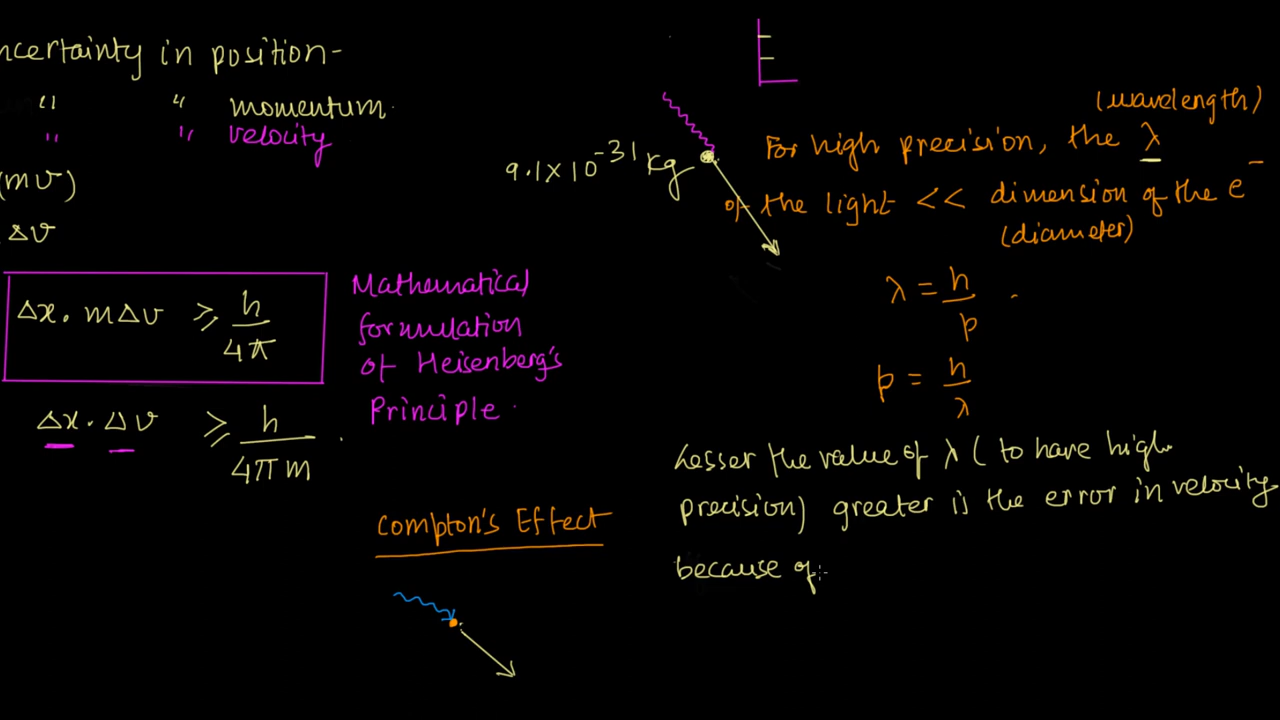 ncertainty in position-
" " momentum.
" " velocity
(mv)
Δv
Δx. mΔv ≥ h/4π
Mathematical
formulation
of Heisenberg's
Principle.
Δx. Δv ≥ h/4πm .
Compton's Effect
9.1×10⁻³¹ kg
(wavelength)
For high precision, the λ
of the light << dimension of the e⁻
(diameter)
λ = h/p .
p = h/λ
Lesser the value of λ ( to have high
precision) greater is the error in velocity
because of